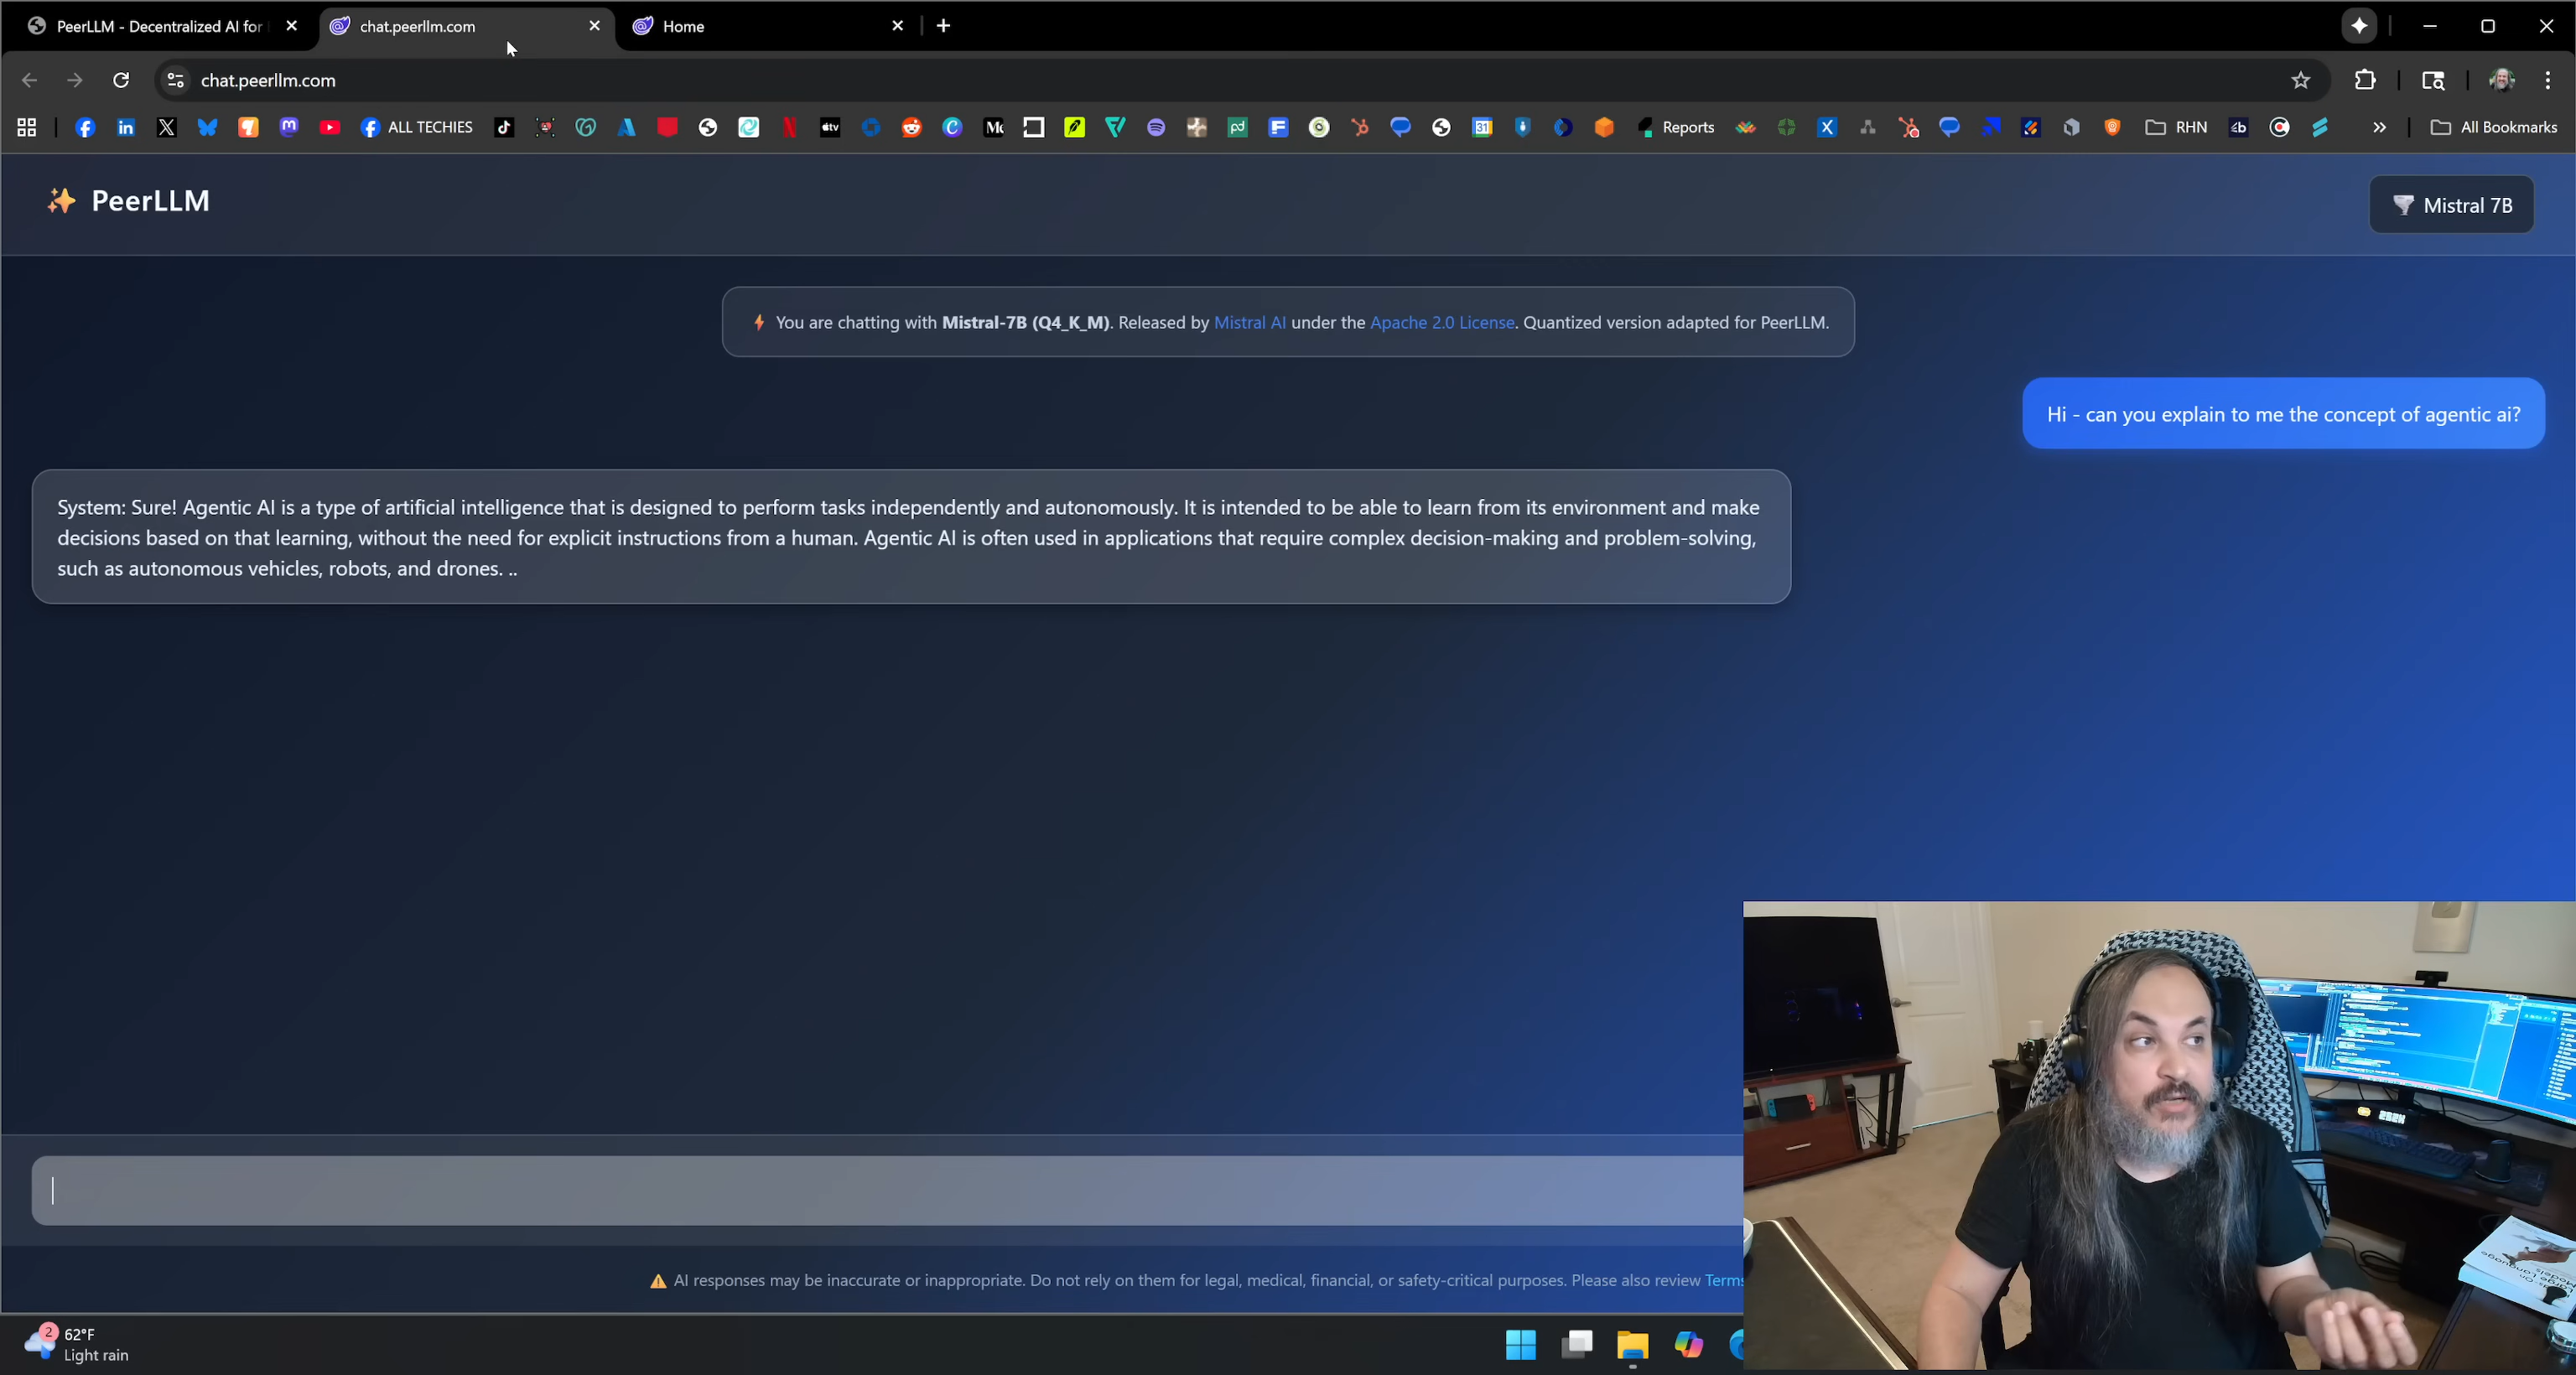 PeerLLM - Decentralized AI for
chat.peerllm.com
Home
chat.peerllm.com
ALL TECHIES
Reports
RHN
All Bookmarks
PeerLLM
Mistral 7B
You are chatting with Mistral-7B (Q4_K_M). Released by Mistral AI under the Apache 2.0 License. Quantized version adapted for PeerLLM.
Hi - can you explain to me the concept of agentic ai?
System: Sure! Agentic AI is a type of artificial intelligence that is designed to perform tasks independently and autonomously. It is intended to be able to learn from its environment and make
decisions based on that learning, without the need for explicit instructions from a human. Agentic AI is often used in applications that require complex decision-making and problem-solving,
such as autonomous vehicles, robots, and drones. ..
AI responses may be inaccurate or inappropriate. Do not rely on them for legal, medical, financial, or safety-critical purposes. Please also review Terms
2
62°F
Light rain